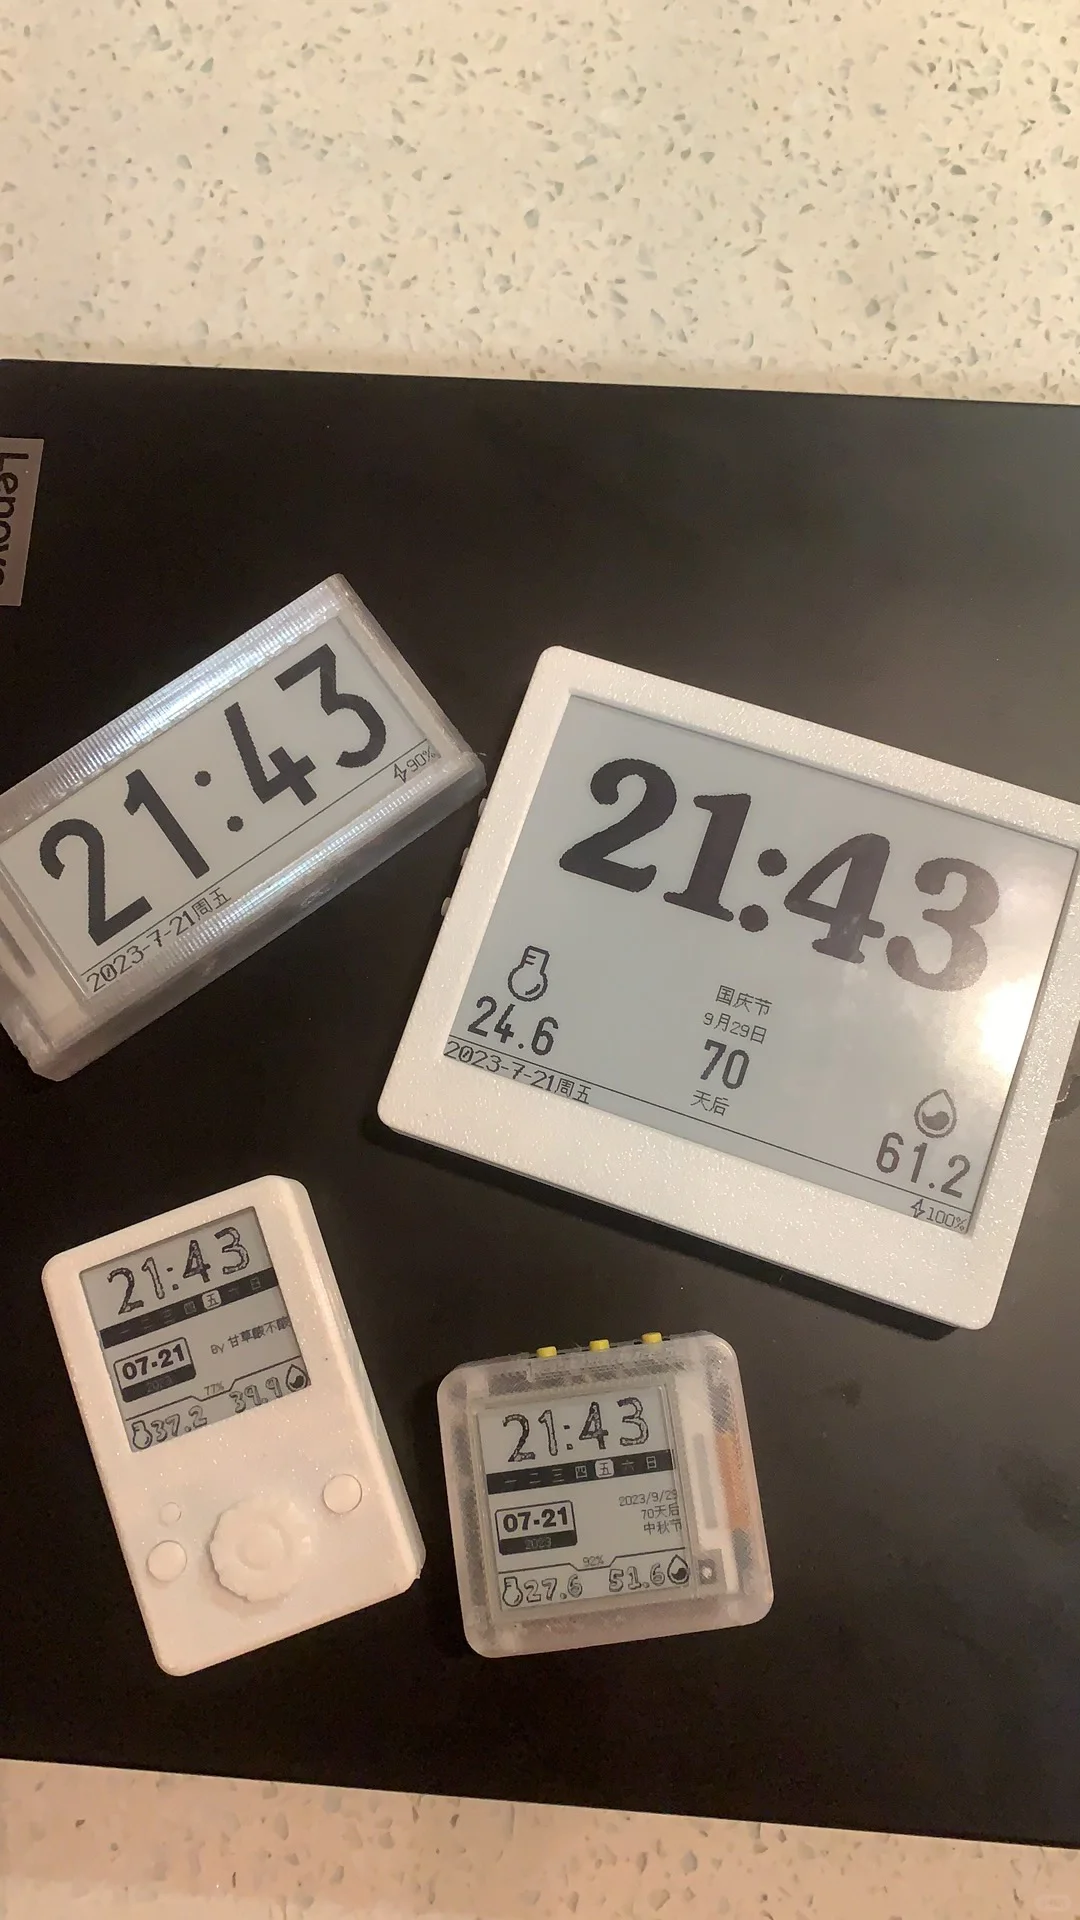 Lenovo
21:43
90%
2023-7-21周五
21:43
国庆节
9月29日
70
天后
24.6
61.2
2023-7-21周五
100%
21:43
一 二 三 四 五 六 日
07-21
2023
By 甘草酸不酸
77%
37.2 39.9
21:43
一 二 三 四 五 六 日
2023/9/29
70天后
中秋节
07-21
2023
92%
27.6 51.6